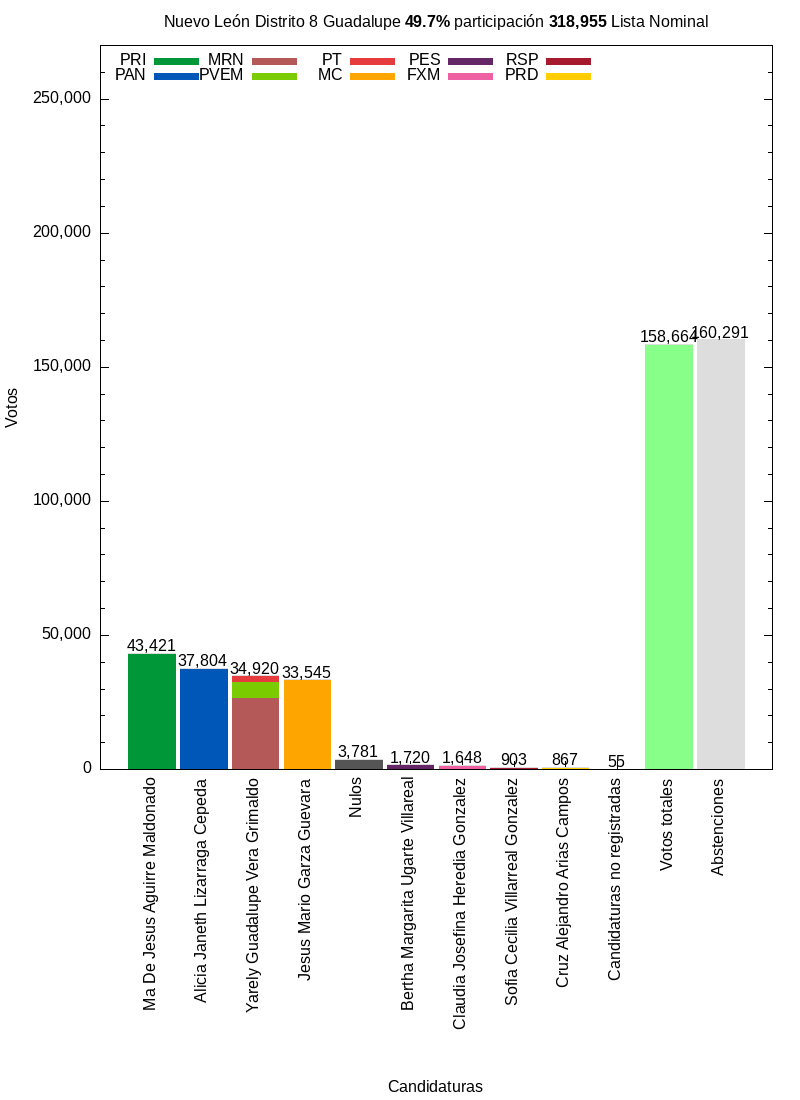 Nuevo León Distrito 8 Guadalupe 49.7% participación 318,955 Lista Nominal
PRI MRN PT PES RSP
PAN PVEM MC FXM PRD
250,000
200,000
150,000
100,000
50,000
0
Votos
43,421
37,804
34,920
33,545
3,781
1,720
1,648
903
867
55
158,664
160,291
Ma De Jesus Aguirre Maldonado
Alicia Janeth Lizarraga Cepeda
Yarely Guadalupe Vera Grimaldo
Jesus Mario Garza Guevara
Nulos
Bertha Margarita Ugarte Villareal
Claudia Josefina Heredia Gonzalez
Sofia Cecilia Villarreal Gonzalez
Cruz Alejandro Arias Campos
Candidaturas no registradas
Votos totales
Abstenciones
Candidaturas